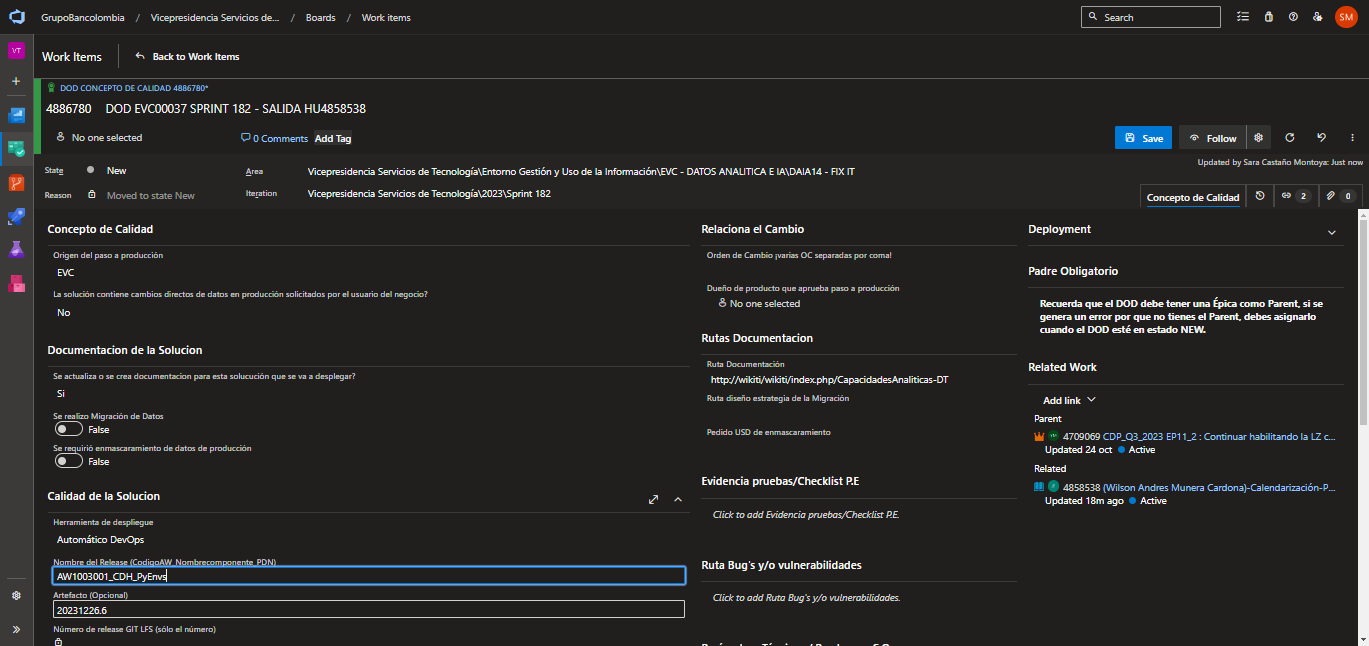 GrupoBancolombia / Vicepresidencia Servicios de... / Boards / Work items
Search
SM
VT
Work Items
Back to Work Items
DOD CONCEPTO DE CALIDAD 4886780*
4886780 DOD EVC00037 SPRINT 182 - SALIDA HU4858538
No one selected
0 Comments
Add Tag
Save
Follow
Updated by Sara Castaño Montoya: Just now
State
New
Area
Vicepresidencia Servicios de Tecnología\Entorno Gestión y Uso de la Información\EVC - DATOS ANALITICA E IA\DAIA14 - FIX IT
Reason
Moved to state New
Iteration
Vicepresidencia Servicios de Tecnología\2023\Sprint 182
Concepto de Calidad
2
0
Concepto de Calidad
Origen del paso a producción
EVC
La solución contiene cambios directos de datos en producción solicitados por el usuario del negocio?
No
Documentacion de la Solucion
Se actualiza o se crea documentacion para esta solucución que se va a desplegar?
Si
Se realizo Migración de Datos
False
Se requirió enmascaramiento de datos de producción
False
Calidad de la Solucion
Herramienta de despliegue
Automático DevOps
Nombre del Release (CodigoAW_Nombrecomponente_PDN)
AW1003001_CDH_PyEnvs
Artefacto (Opcional)
20231226.6
Número de release GIT LFS (sólo el número)
Relaciona el Cambio
Orden de Cambio ¡varias OC separadas por coma!
Dueño de producto que aprueba paso a producción
No one selected
Rutas Documentacion
Ruta Documentación
http://wikiti/wikiti/index.php/CapacidadesAnaliticas-DT
Ruta diseño estrategia de la Migración
Pedido USD de enmascaramiento
Evidencia pruebas/Checklist P.E
Click to add Evidencia pruebas/Checklist P.E.
Ruta Bug's y/o vulnerabilidades
Click to add Ruta Bug's y/o vulnerabilidades.
Deployment
Padre Obligatorio
Recuerda que el DOD debe tener una Épica como Parent, si se
genera un error por que no tienes el Parent, debes asignarlo
cuando el DOD esté en estado NEW.
Related Work
Add link
Parent
4709069 CDP_Q3_2023 EP11_2 : Continuar habilitando la LZ c...
Updated 24 oct Active
Related
4858538 (Wilson Andres Munera Cardona)-Calendarización-P...
Updated 18m ago Active